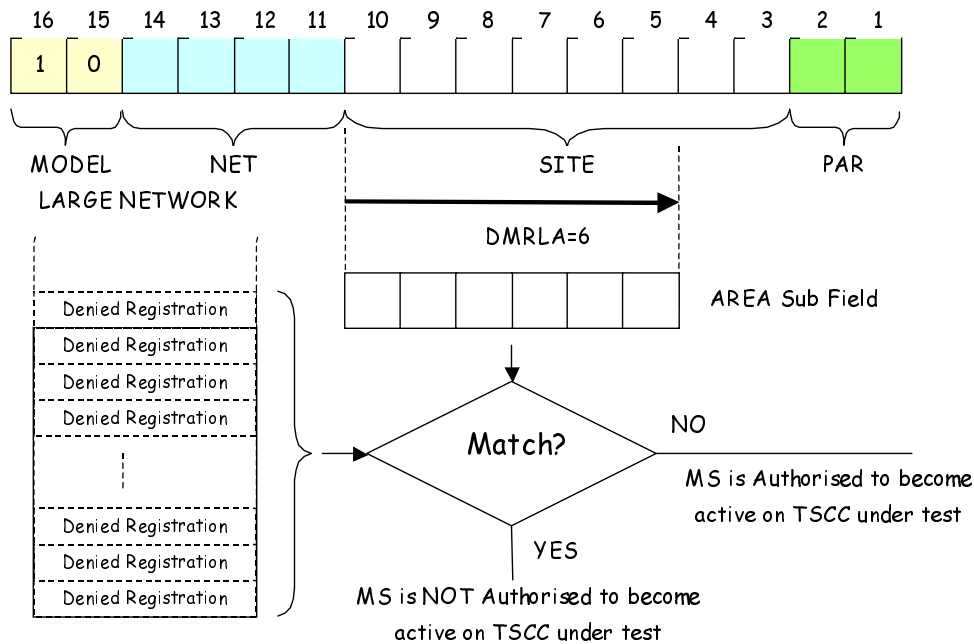 16 15 14 13 12 11 10 9 8 7 6 5 4 3 2 1
1 0
MODEL NET SITE PAR
LARGE NETWORK
DMRLA=6
AREA Sub Field
Denied Registration
Denied Registration
Denied Registration
Denied Registration
Denied Registration
Denied Registration
Denied Registration
Match?
NO
MS is Authorised to become
active on TSCC under test
YES
MS is NOT Authorised to become
active on TSCC under test